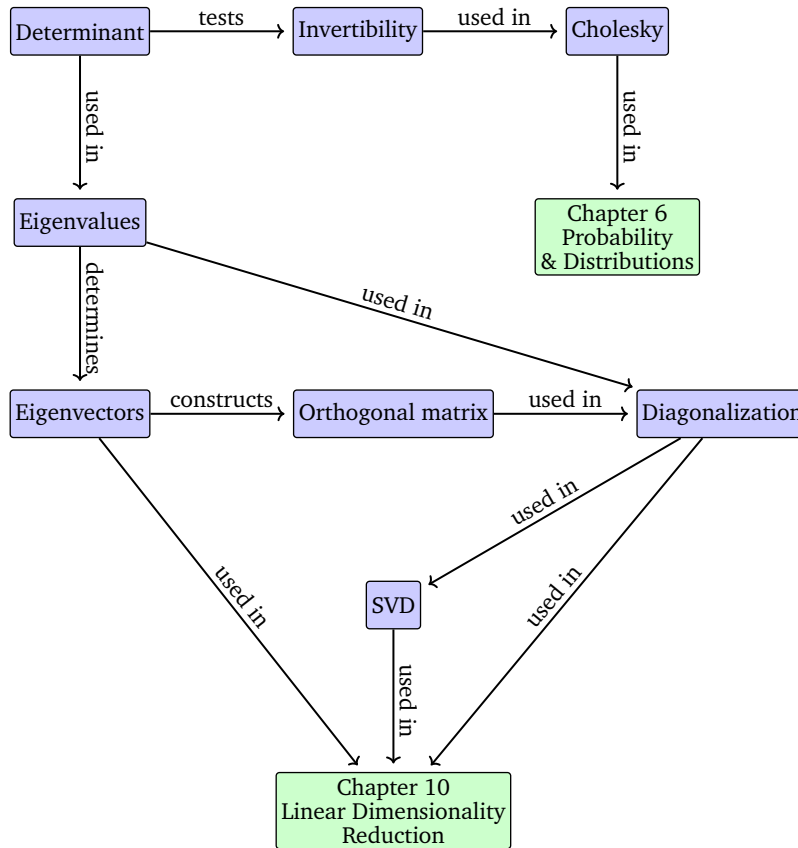 Determinant
tests
Invertibility
used in
Cholesky
used in
used in
Eigenvalues
Chapter 6
Probability
& Distributions
determines
used in
Eigenvectors
constructs
Orthogonal matrix
used in
Diagonalization
used in
used in
used in
SVD
used in
Chapter 10
Linear Dimensionality
Reduction